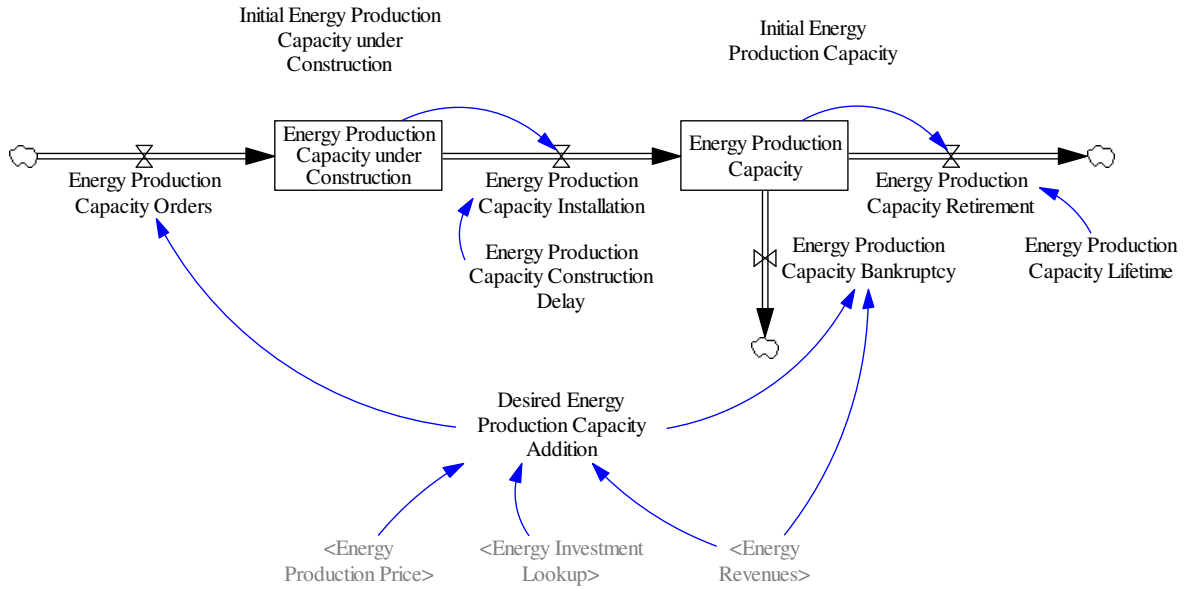 Initial Energy Production
Capacity under
Construction
Initial Energy
Production Capacity
Energy Production
Capacity under
Construction
Energy Production
Capacity
Energy Production
Capacity Orders
Energy Production
Capacity Installation
Energy Production
Capacity Retirement
Energy Production
Capacity Construction
Delay
Energy Production
Capacity Bankruptcy
Energy Production
Capacity Lifetime
Desired Energy
Production Capacity
Addition
<Energy
Production Price>
<Energy Investment
Lookup>
<Energy
Revenues>